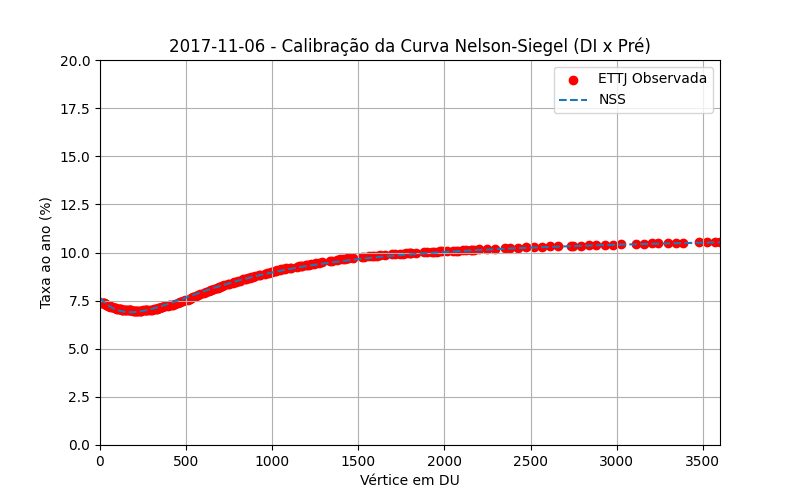 2017-11-06 - Calibração da Curva Nelson-Siegel (DI x Pré)
ETTJ Observada
NSS
Taxa ao ano (%)
20.0
17.5
15.0
12.5
10.0
7.5
5.0
2.5
0.0
0 500 1000 1500 2000 2500 3000 3500
Vértice em DU